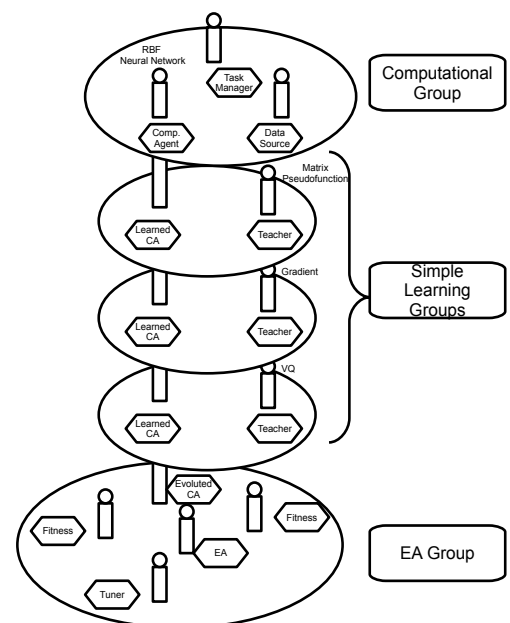 RBF
Neural Network
Task
Manager
Computational
Group
Comp.
Agent
Data
Source
Matrix
Pseudofunction
Learned
CA
Teacher
Gradient
Simple
Learning
Groups
Learned
CA
Teacher
VQ
Learned
CA
Teacher
Evoluted
CA
Fitness
Fitness
EA
EA Group
Tuner